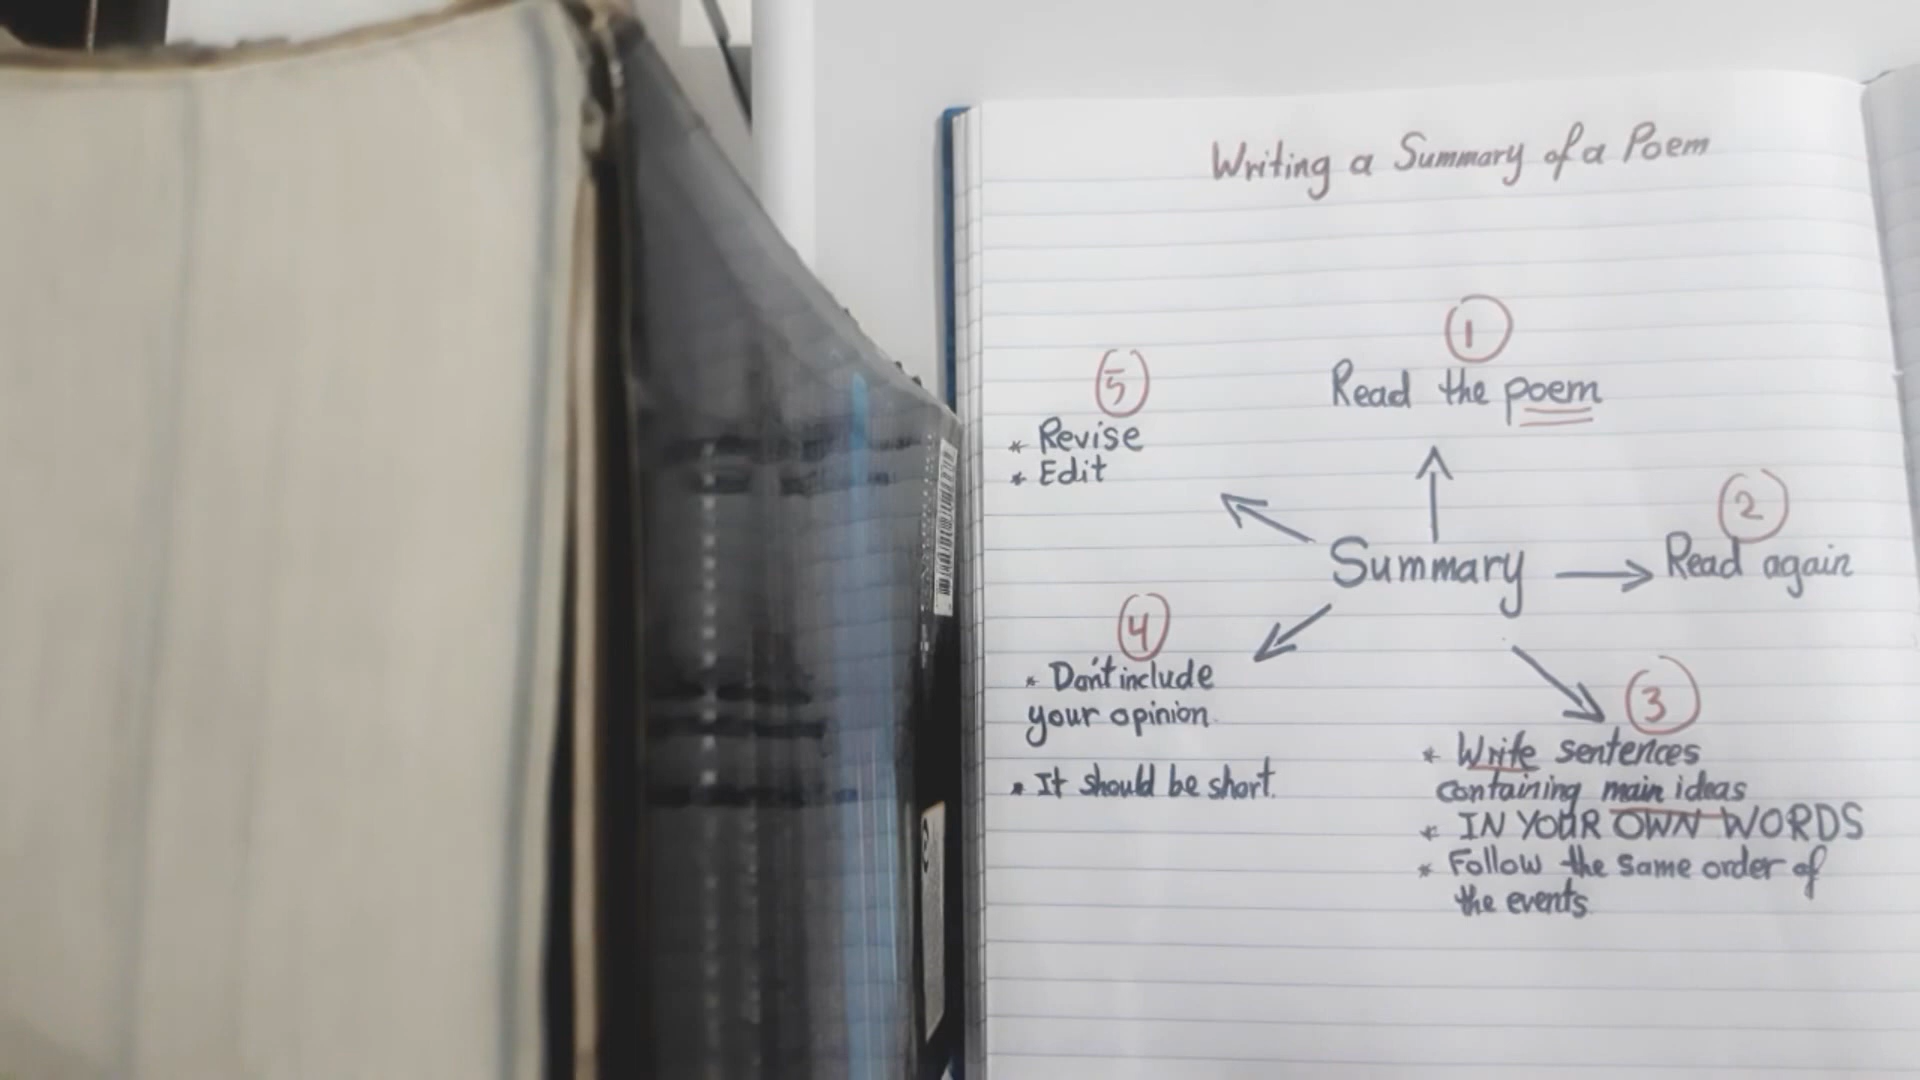 Writing a Summary of a Poem
1
Read the poem
2
Read again
Summary
3
* Write sentences
containing main ideas
* IN YOUR OWN WORDS
* Follow the same order of
the events
4
* Don't include
your opinion.
* It should be short.
5
* Revise
* Edit